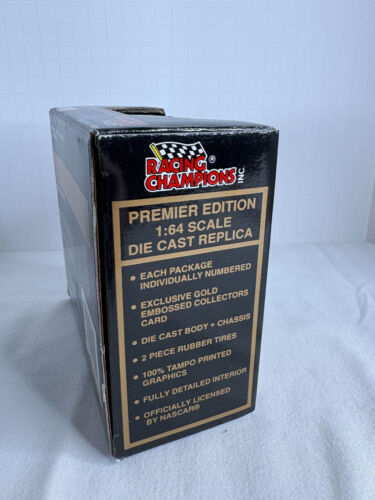 RACING ®
CHAMPIONS INC.
PREMIER EDITION
1:64 SCALE
DIE CAST REPLICA
• EACH PACKAGE
INDIVIDUALLY NUMBERED
• EXCLUSIVE GOLD
EMBOSSED COLLECTORS
CARD
• DIE CAST BODY + CHASSIS
• 2 PIECE RUBBER TIRES
• 100% TAMPO PRINTED
GRAPHICS
• FULLY DETAILED INTERIOR
• OFFICIALLY LICENSED
BY NASCAR®